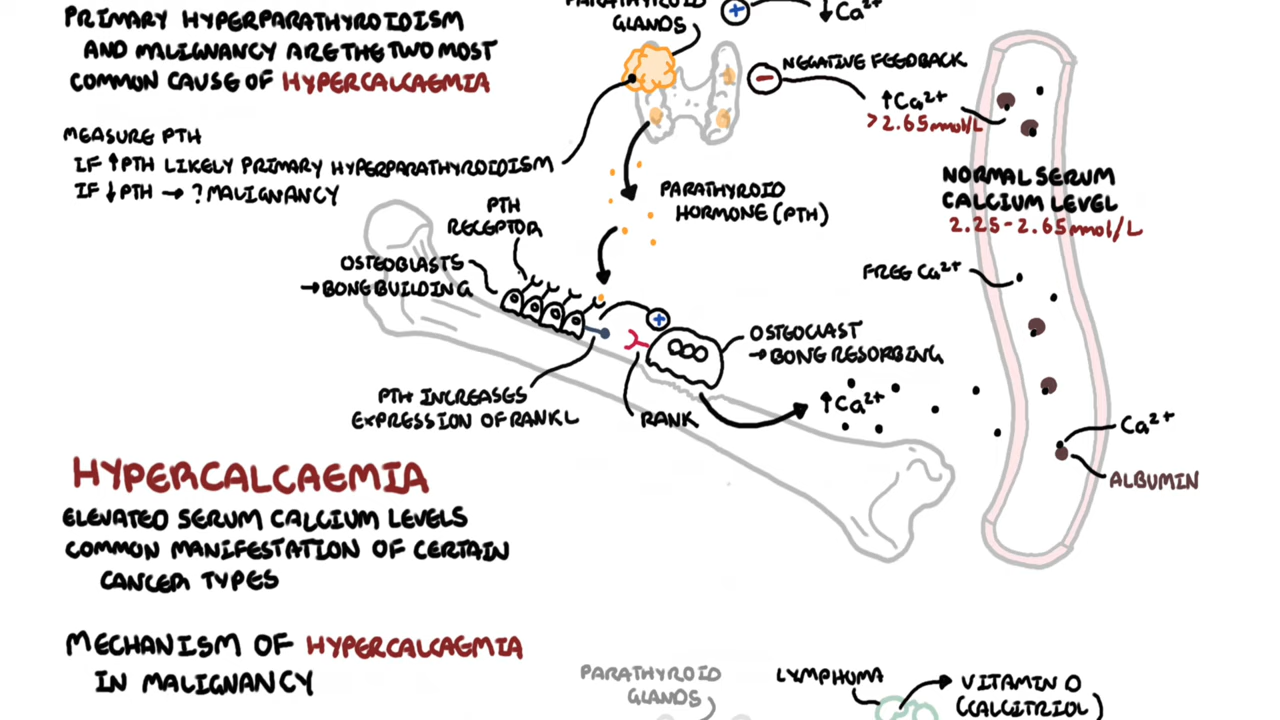 PRIMARY HYPERPARATHYROIDISM
AND MALIGNANCY ARE THE TWO MOST
COMMON CAUSE OF HYPERCALCAEMIA
MEASURE PTH
IF ↑PTH LIKELY PRIMARY HYPERPARATHYROIDISM
IF ↓PTH → ? MALIGNANCY
PARATHYROID
GLANDS
+
↓Ca²⁺
−
NEGATIVE FEEDBACK
↑Ca²⁺
>2.65mmol/L
NORMAL SERUM
CALCIUM LEVEL
2.25-2.65mmol/L
PARATHYROID
HORMONE (PTH)
PTH
RECEPTOR
OSTEOBLASTS
→BONE BUILDING
FREE Ca²⁺
+
OSTEOCLAST
→BONE RESORBING
PTH INCREASES
EXPRESSION OF RANKL
RANK
↑Ca²⁺
Ca²⁺
ALBUMIN
HYPERCALCAEMIA
ELEVATED SERUM CALCIUM LEVELS
COMMON MANIFESTATION OF CERTAIN
CANCER TYPES
MECHANISM OF HYPERCALCAEMIA
IN MALIGNANCY
PARATHYROID
GLANDS
LYMPHOMA
VITAMIN D
(CALCITRIOL)